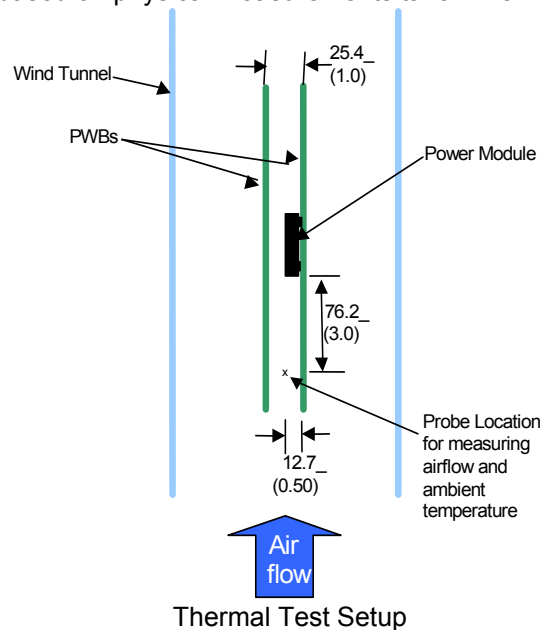 25.4_
(1.0)
Wind Tunnel
PWBs
Power Module
76.2_
(3.0)
x
Probe Location
for measuring
airflow and
ambient
temperature
12.7_
(0.50)
Air
flow
Thermal Test Setup